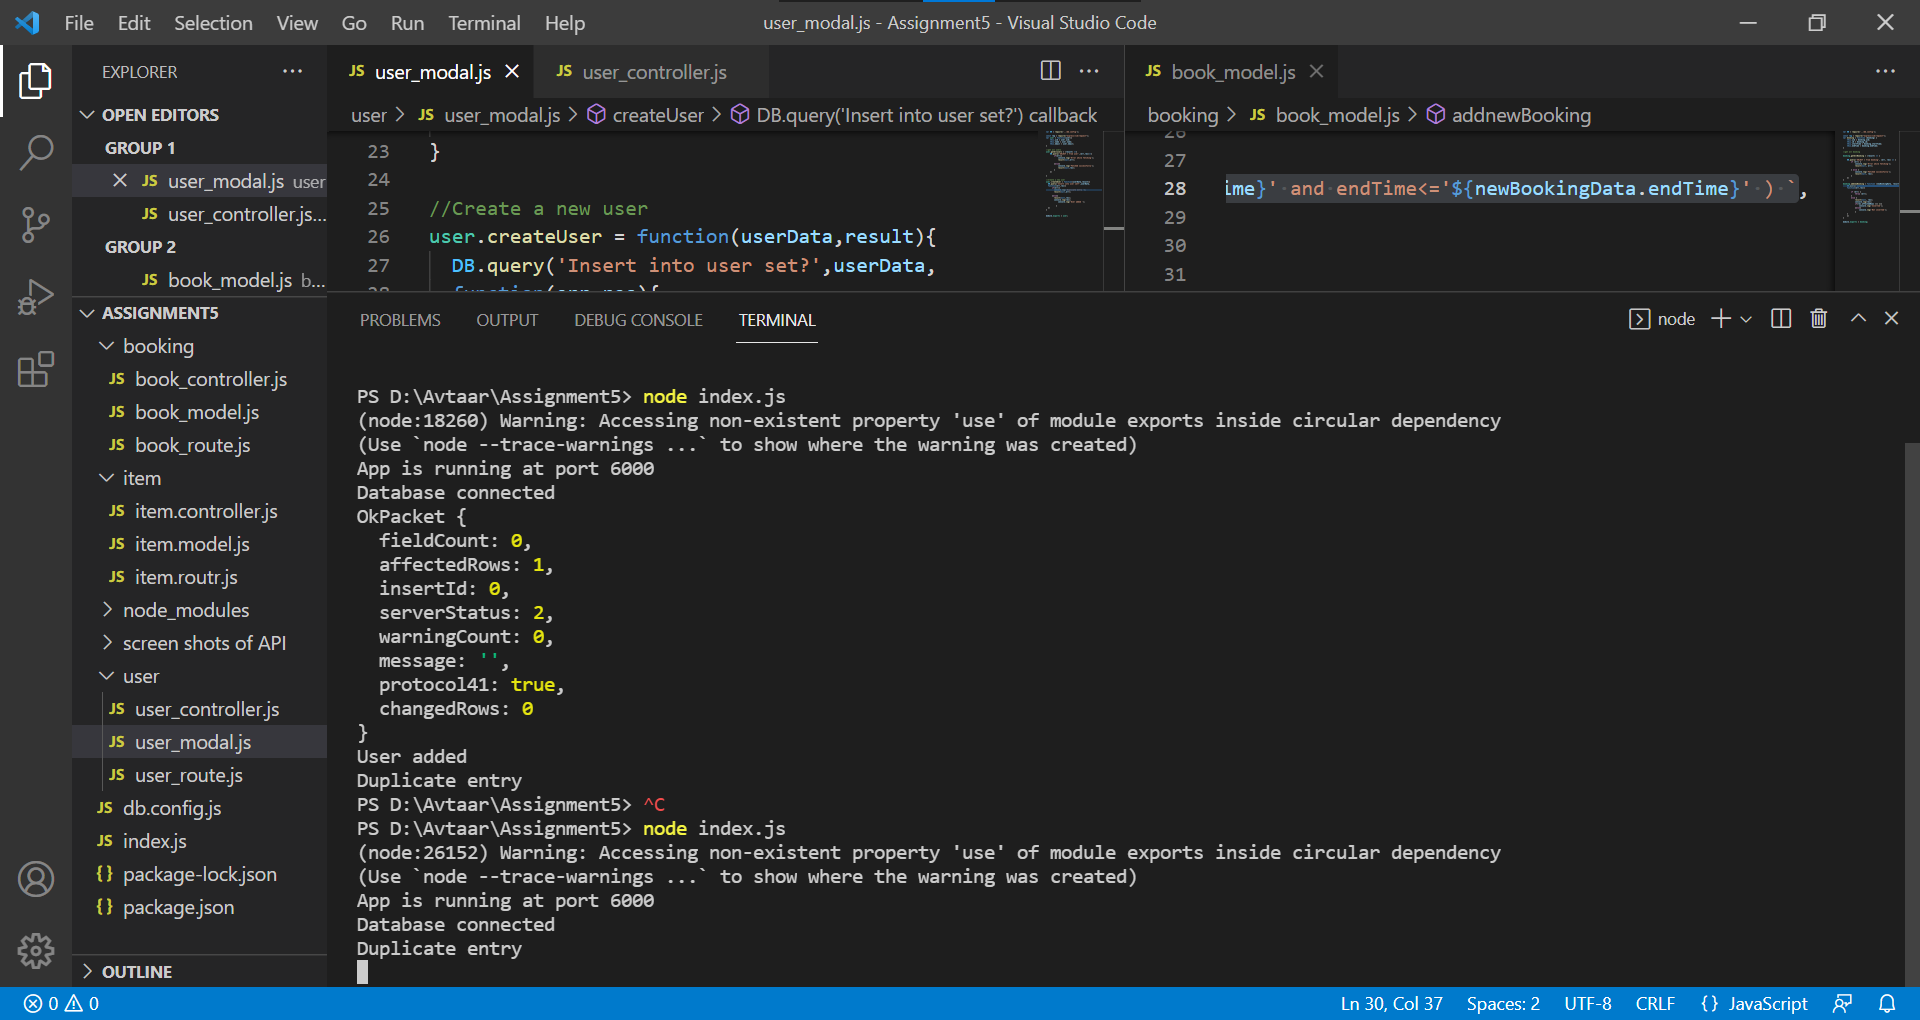 File Edit Selection View Go Run Terminal Help
user_modal.js - Assignment5 - Visual Studio Code
EXPLORER
OPEN EDITORS
GROUP 1
JS user_modal.js user
JS user_controller.js...
GROUP 2
JS book_model.js b...
ASSIGNMENT5
booking
JS book_controller.js
JS book_model.js
JS book_route.js
item
JS item.controller.js
JS item.model.js
JS item.routr.js
node_modules
screen shots of API
user
JS user_controller.js
JS user_modal.js
JS user_route.js
JS db.config.js
JS index.js
{} package-lock.json
{} package.json
OUTLINE
JS user_modal.js
JS user_controller.js
user > JS user_modal.js > createUser > DB.query('Insert into user set?') callback
23 }
24
25 //Create a new user
26 user.createUser = function(userData,result){
27 DB.query('Insert into user set?',userData,
JS book_model.js
booking > JS book_model.js > addnewBooking
26
27
28 ime}' and endTime<='${newBookingData.endTime}' ) `,
29
30
31
PROBLEMS OUTPUT DEBUG CONSOLE TERMINAL
node
PS D:\Avtaar\Assignment5> node index.js
(node:18260) Warning: Accessing non-existent property 'use' of module exports inside circular dependency
(Use `node --trace-warnings ...` to show where the warning was created)
App is running at port 6000
Database connected
OkPacket {
fieldCount: 0,
affectedRows: 1,
insertId: 0,
serverStatus: 2,
warningCount: 0,
message: '',
protocol41: true,
changedRows: 0
}
User added
Duplicate entry
PS D:\Avtaar\Assignment5> ^C
PS D:\Avtaar\Assignment5> node index.js
(node:26152) Warning: Accessing non-existent property 'use' of module exports inside circular dependency
(Use `node --trace-warnings ...` to show where the warning was created)
App is running at port 6000
Database connected
Duplicate entry
0 0
Ln 30, Col 37 Spaces: 2 UTF-8 CRLF {} JavaScript